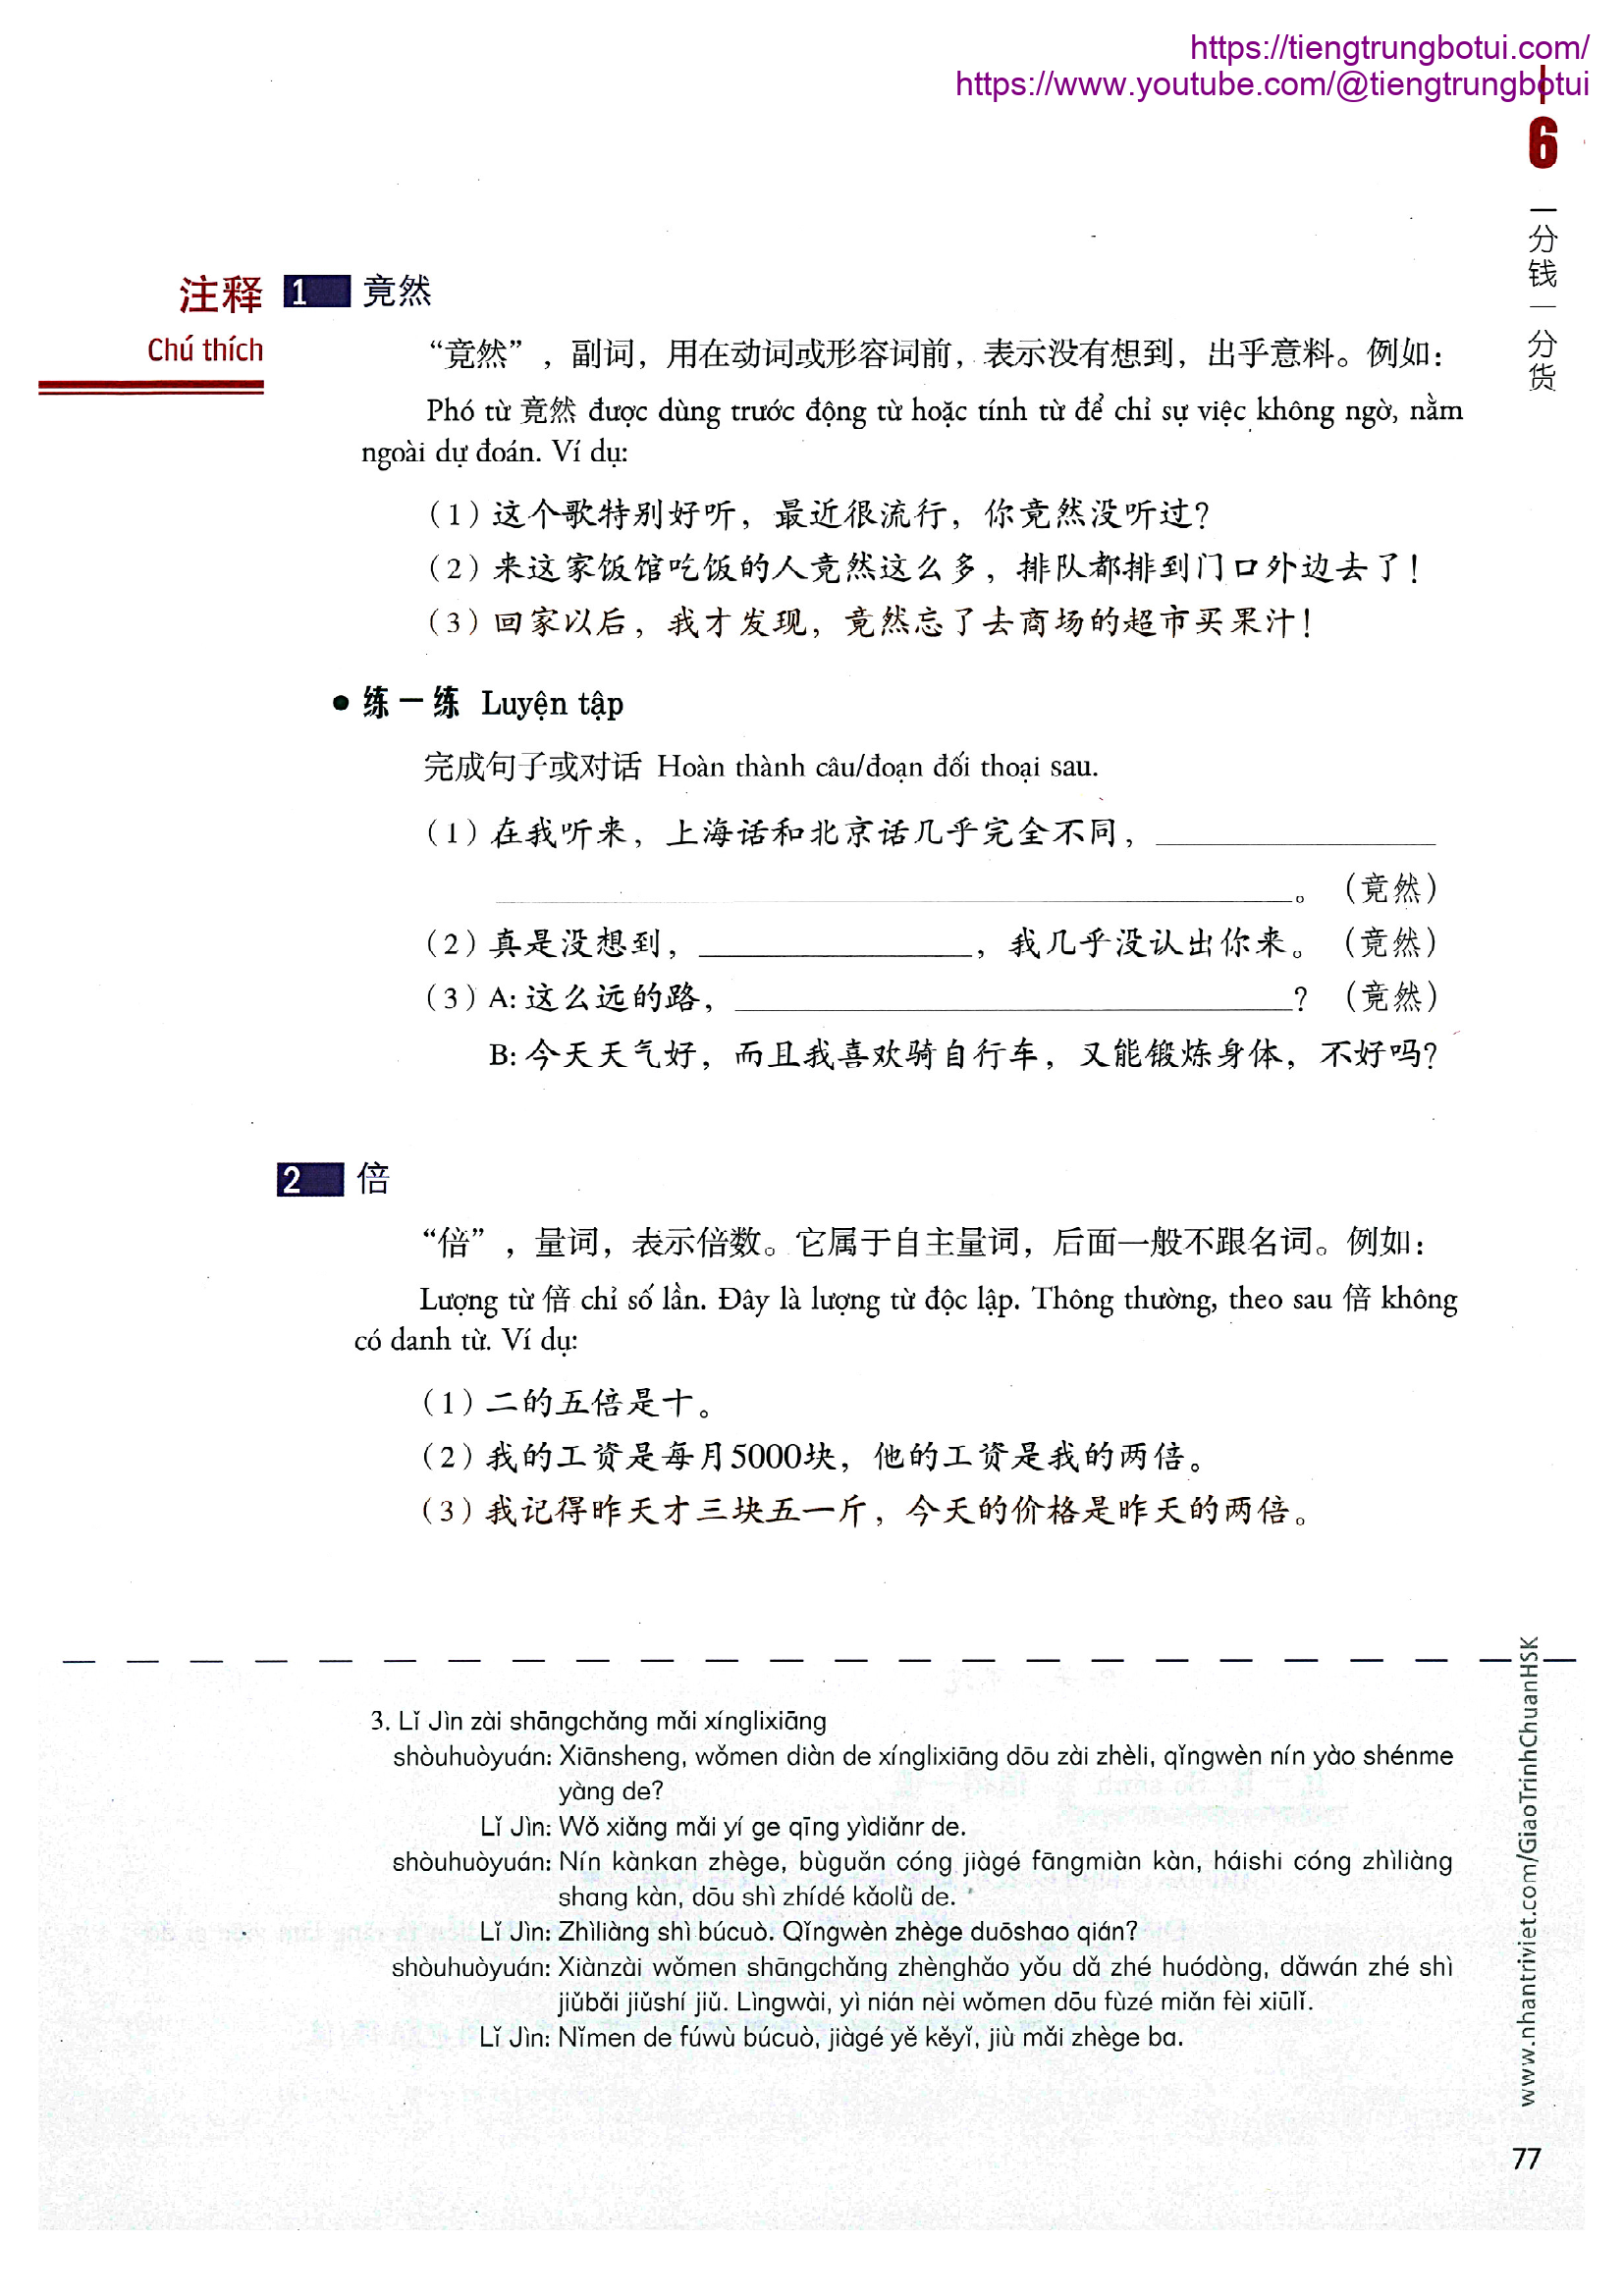 https://tiengtrungbotui.com/
https://www.youtube.com/@tiengtrungbotui
6
一分钱一分货
注释
Chú thích
1 竟然
“竟然”，副词，用在动词或形容词前，表示没有想到，出乎意料。例如：
Phó từ 竟然 được dùng trước động từ hoặc tính từ để chỉ sự việc không ngờ, nằm
ngoài dự đoán. Ví dụ:
（1）这个歌特别好听，最近很流行，你竟然没听过？
（2）来这家饭馆吃饭的人竟然这么多，排队都排到门口外边去了！
（3）回家以后，我才发现，竟然忘了去商场的超市买果汁！
● 练一练 Luyện tập
完成句子或对话 Hoàn thành câu/đoạn đối thoại sau.
（1）在我听来，上海话和北京话几乎完全不同，
。（竟然）
（2）真是没想到，，我几乎没认出你来。（竟然）
（3）A: 这么远的路，？（竟然）
B: 今天天气好，而且我喜欢骑自行车，又能锻炼身体，不好吗？
2 倍
“倍”，量词，表示倍数。它属于自主量词，后面一般不跟名词。例如：
Lượng từ 倍 chỉ số lần. Đây là lượng từ độc lập. Thông thường, theo sau 倍 không
có danh từ. Ví dụ:
（1）二的五倍是十。
（2）我的工资是每月5000块，他的工资是我的两倍。
（3）我记得昨天才三块五一斤，今天的价格是昨天的两倍。
3. Lǐ Jìn zài shāngchǎng mǎi xínglixiāng
shòuhuòyuán: Xiānsheng, wǒmen diàn de xínglixiāng dōu zài zhèli, qǐngwèn nín yào shénme
yàng de?
Lǐ Jìn: Wǒ xiǎng mǎi yí ge qīng yìdiǎnr de.
shòuhuòyuán: Nín kànkan zhège, bùguǎn cóng jiàgé fāngmiàn kàn, háishi cóng zhìliàng
shang kàn, dōu shì zhídé kǎolǜ de.
Lǐ Jìn: Zhìliàng shì búcuò. Qǐngwèn zhège duōshao qián?
shòuhuòyuán: Xiànzài wǒmen shāngchǎng zhènghǎo yǒu dǎ zhé huódòng, dǎwán zhé shì
jiǔbǎi jiǔshí jiǔ. Lìngwài, yì nián nèi wǒmen dōu fùzé miǎn fèi xiūlǐ.
Lǐ Jìn: Nǐmen de fúwù búcuò, jiàgé yě kěyǐ, jiù mǎi zhège ba.
www.nhantriviet.com/GiaoTrinhChuanHSK
77